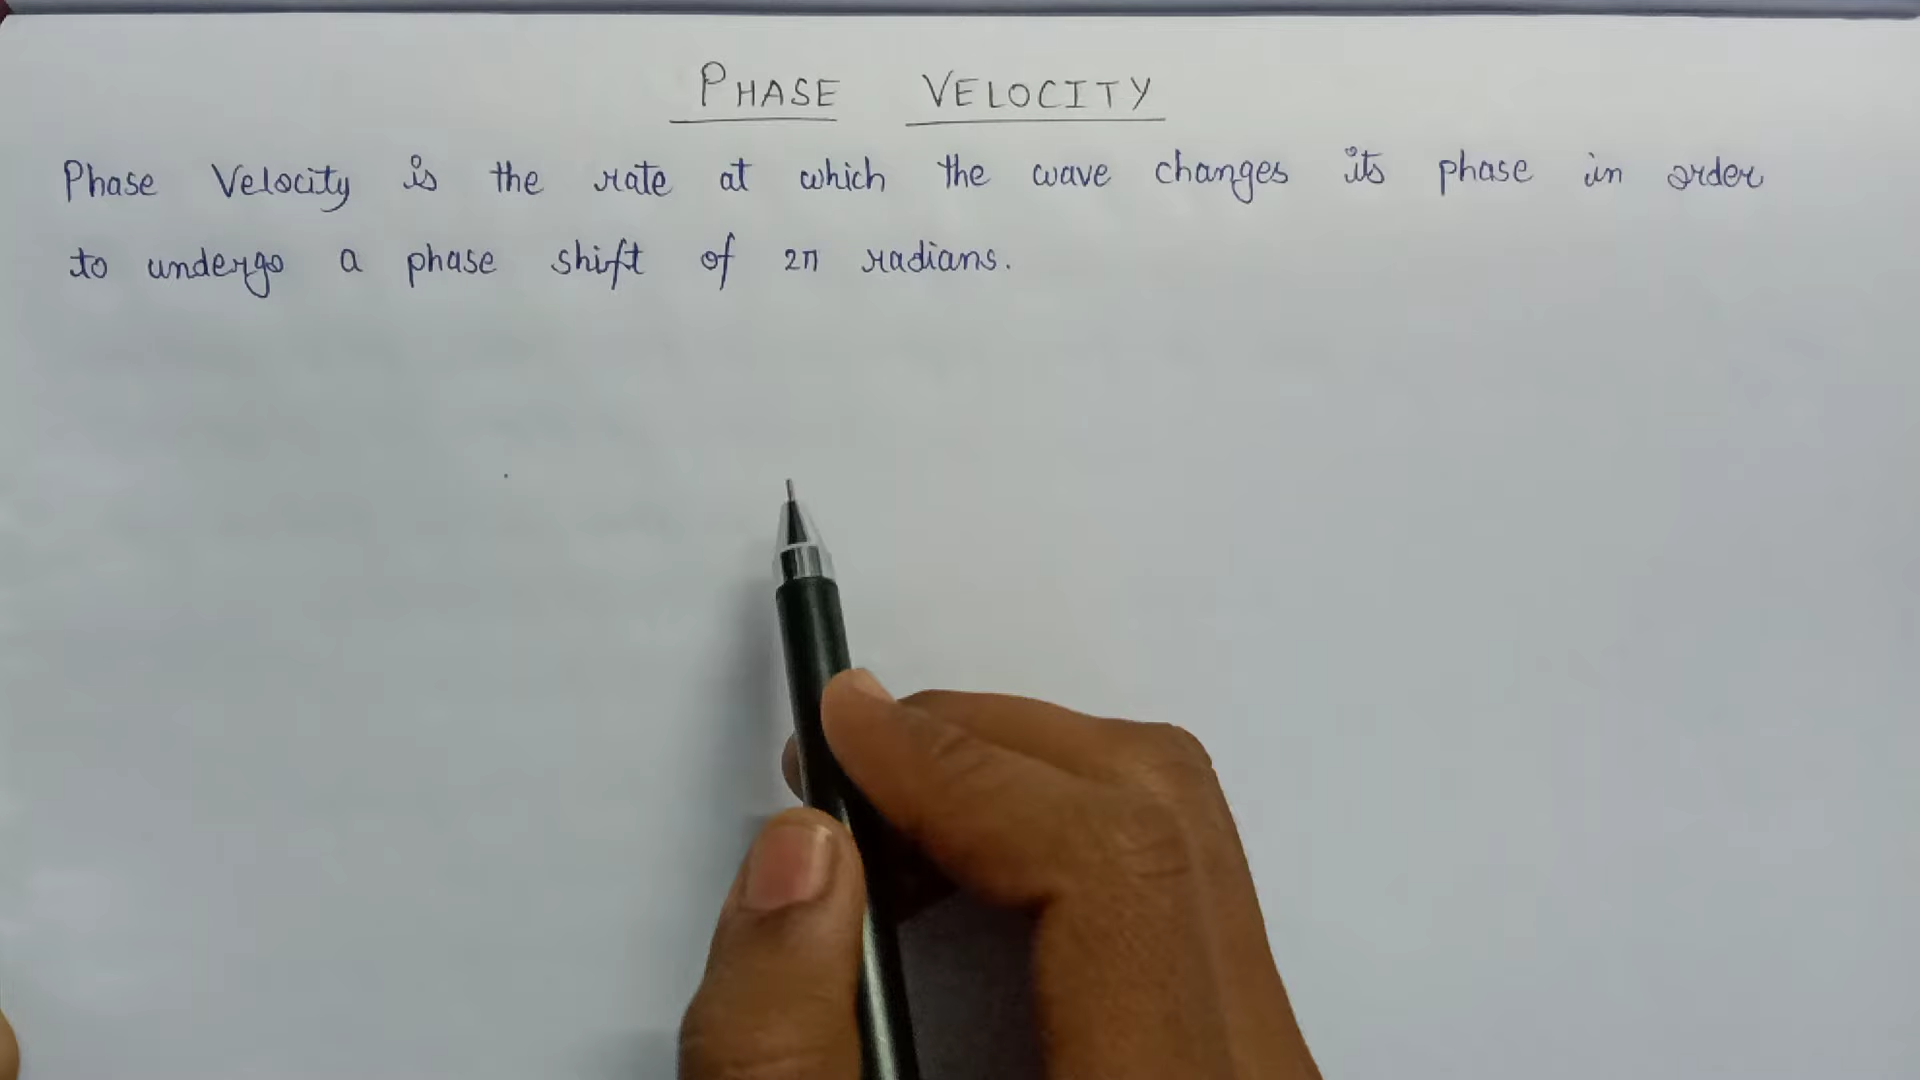 PHASE VELOCITY
Phase Velocity is the rate at which the wave changes its phase in order
to undergo a phase shift of 2π radians.